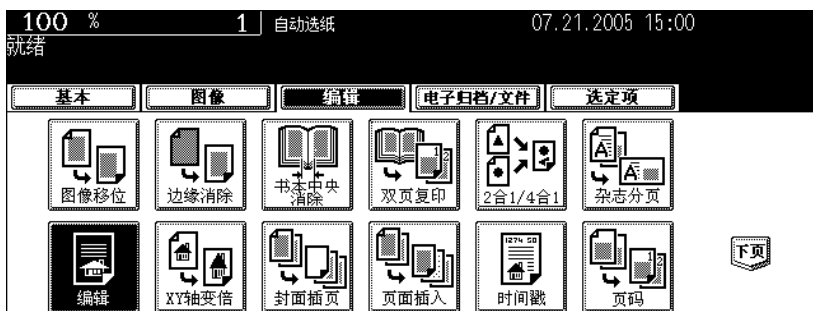 100 % 1 自动选纸 07.21.2005 15:00
就绪
基本 图像 编辑 电子归档/文件 选定项
图像移位 边缘消除 书本中央消除 双页复印 2合1/4合1 杂志分页
编辑 XY轴变倍 封面插页 页面插入 时间戳 页码 下页